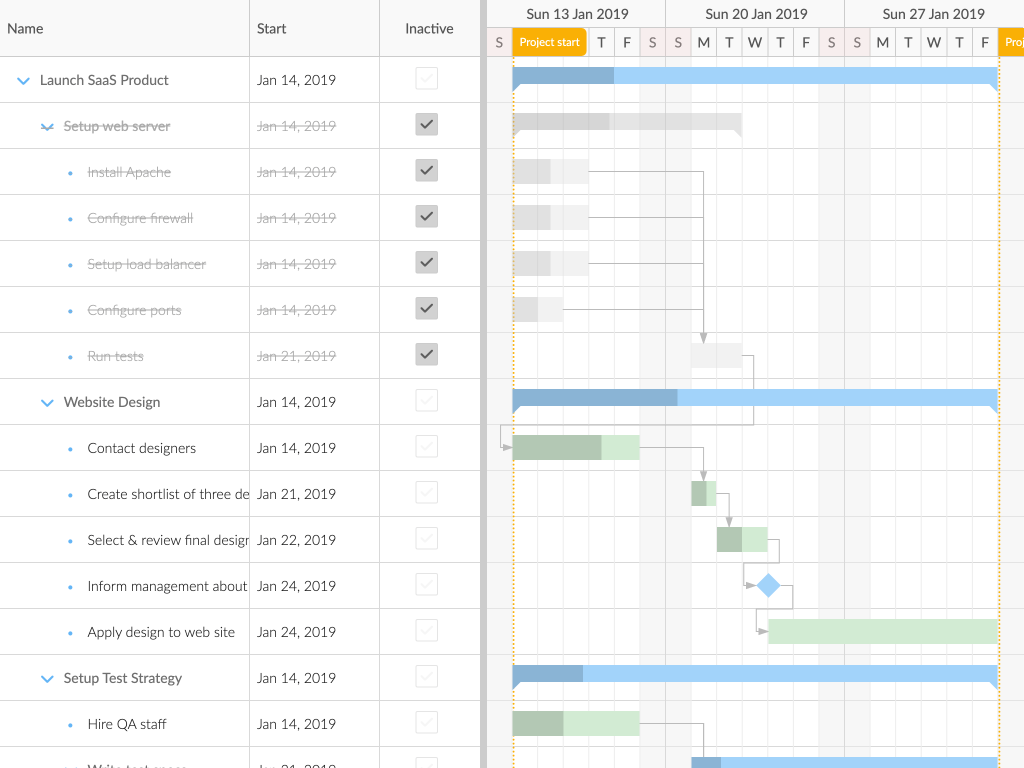 Name Start Inactive Sun 13 Jan 2019 Sun 20 Jan 2019 Sun 27 Jan 2019
S Project start T F S S M T W T F S S M T W T F Proj
Launch SaaS Product Jan 14, 2019
Setup web server Jan 14, 2019
Install Apache Jan 14, 2019
Configure firewall Jan 14, 2019
Setup load balancer Jan 14, 2019
Configure ports Jan 14, 2019
Run tests Jan 21, 2019
Website Design Jan 14, 2019
Contact designers Jan 14, 2019
Create shortlist of three de Jan 21, 2019
Select & review final design Jan 22, 2019
Inform management about Jan 24, 2019
Apply design to web site Jan 24, 2019
Setup Test Strategy Jan 14, 2019
Hire QA staff Jan 14, 2019